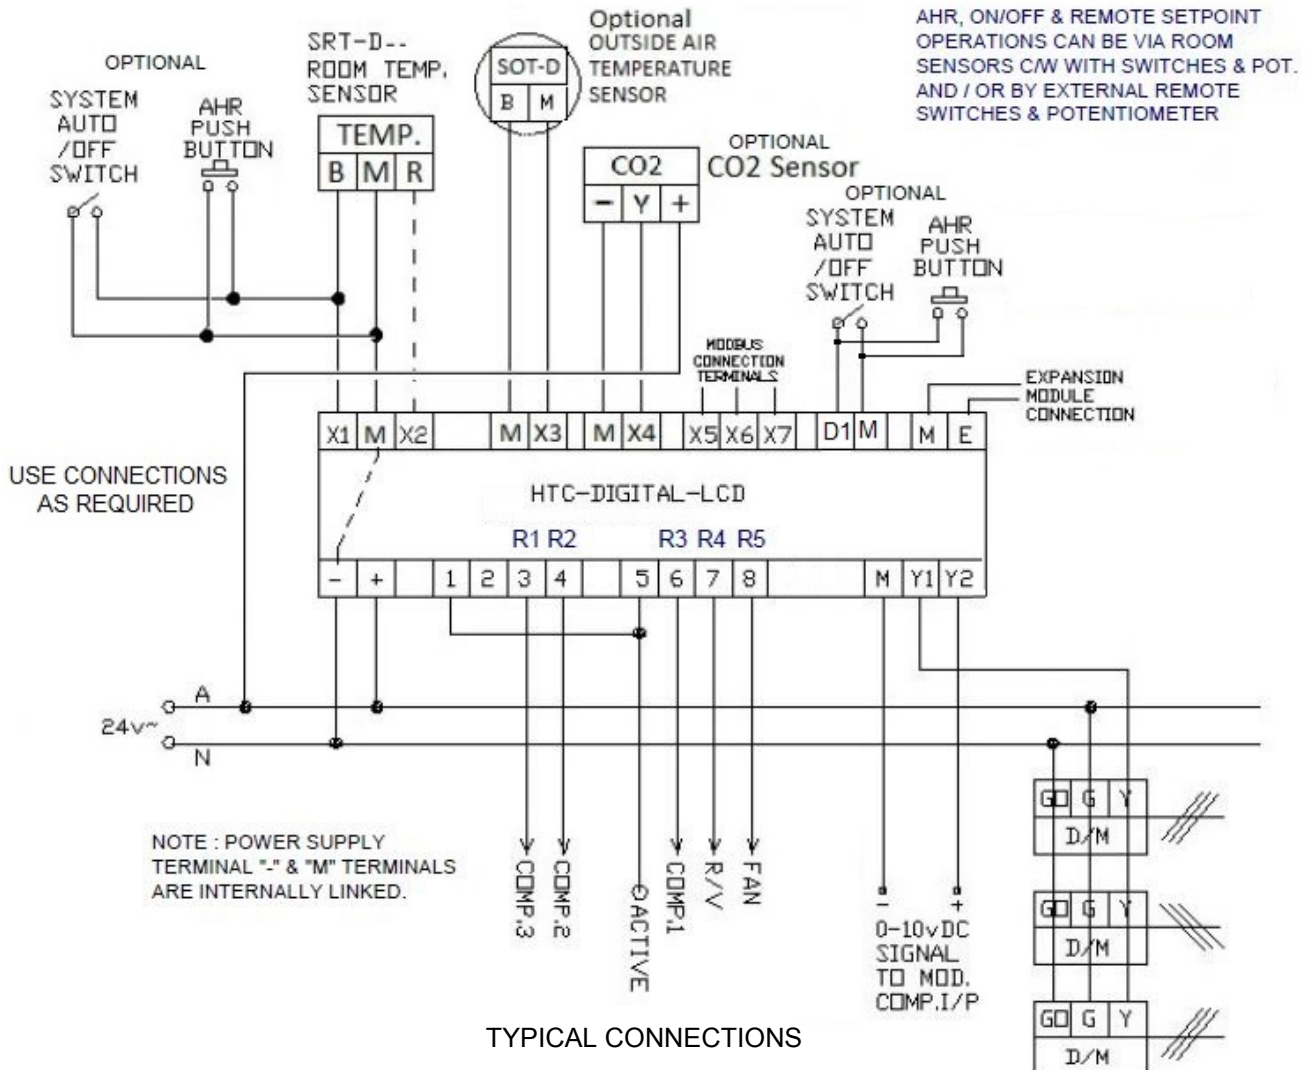 AHR, ON/OFF & REMOTE SETPOINT
OPERATIONS CAN BE VIA ROOM
SENSORS C/W WITH SWITCHES & POT.
AND / OR BY EXTERNAL REMOTE
SWITCHES & POTENTIOMETER
OPTIONAL
SYSTEM
AUTO
/OFF
SWITCH
AHR
PUSH
BUTTON
SRT-D--
ROOM TEMP.
SENSOR
TEMP.
B M R
Optional
OUTSIDE AIR
TEMPERATURE
SENSOR
SOT-D
B M
OPTIONAL
CO2 Sensor
CO2
- Y +
OPTIONAL
SYSTEM
AUTO
/OFF
SWITCH
AHR
PUSH
BUTTON
MODBUS
CONNECTION
TERMINALS
EXPANSION
MODULE
CONNECTION
X1 M X2 M X3 M X4 X5 X6 X7 D1 M M E
USE CONNECTIONS
AS REQUIRED
HTC-DIGITAL-LCD
R1 R2 R3 R4 R5
- + 1 2 3 4 5 6 7 8 M Y1 Y2
A
24v~
N
NOTE : POWER SUPPLY
TERMINAL "-" & "M" TERMINALS
ARE INTERNALLY LINKED.
COMP.3
COMP.2
ACTIVE
COMP.1
R/V
FAN
- +
0-10vDC
SIGNAL
TO MOD.
COMP.I/P
GO G Y
D/M
GO G Y
D/M
GO G Y
D/M
TYPICAL CONNECTIONS